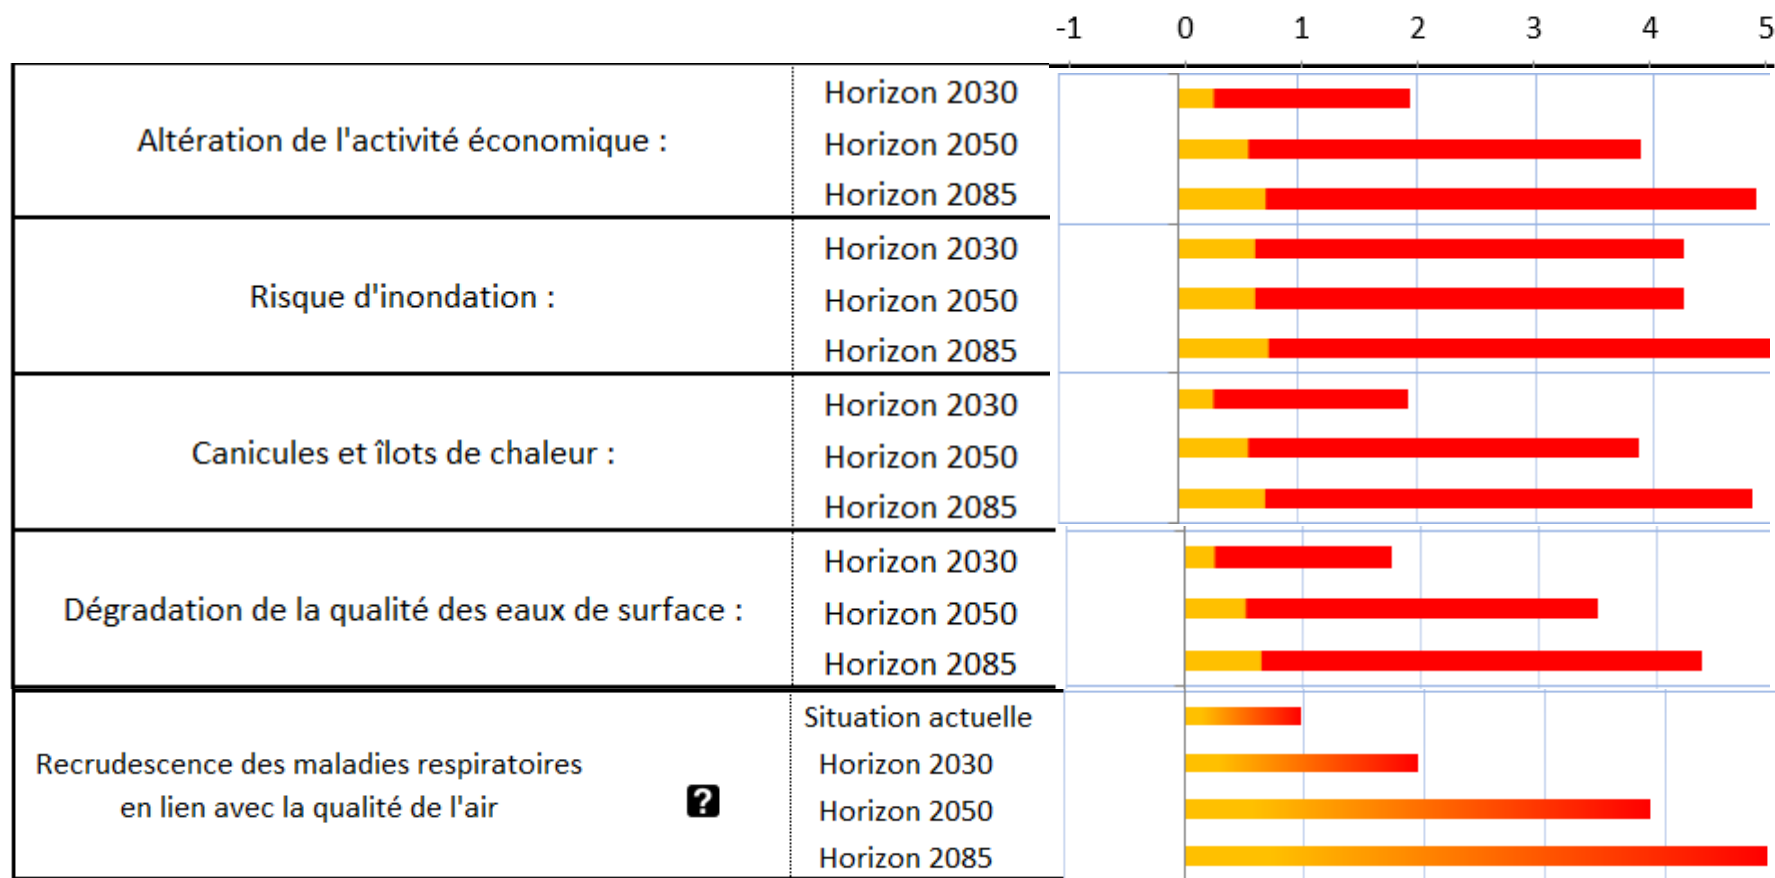 -1 0 1 2 3 4 5
Altération de l'activité économique :
Horizon 2030
Horizon 2050
Horizon 2085
Risque d'inondation :
Horizon 2030
Horizon 2050
Horizon 2085
Canicules et îlots de chaleur :
Horizon 2030
Horizon 2050
Horizon 2085
Dégradation de la qualité des eaux de surface :
Horizon 2030
Horizon 2050
Horizon 2085
Recrudescence des maladies respiratoires
en lien avec la qualité de l'air
?
Situation actuelle
Horizon 2030
Horizon 2050
Horizon 2085